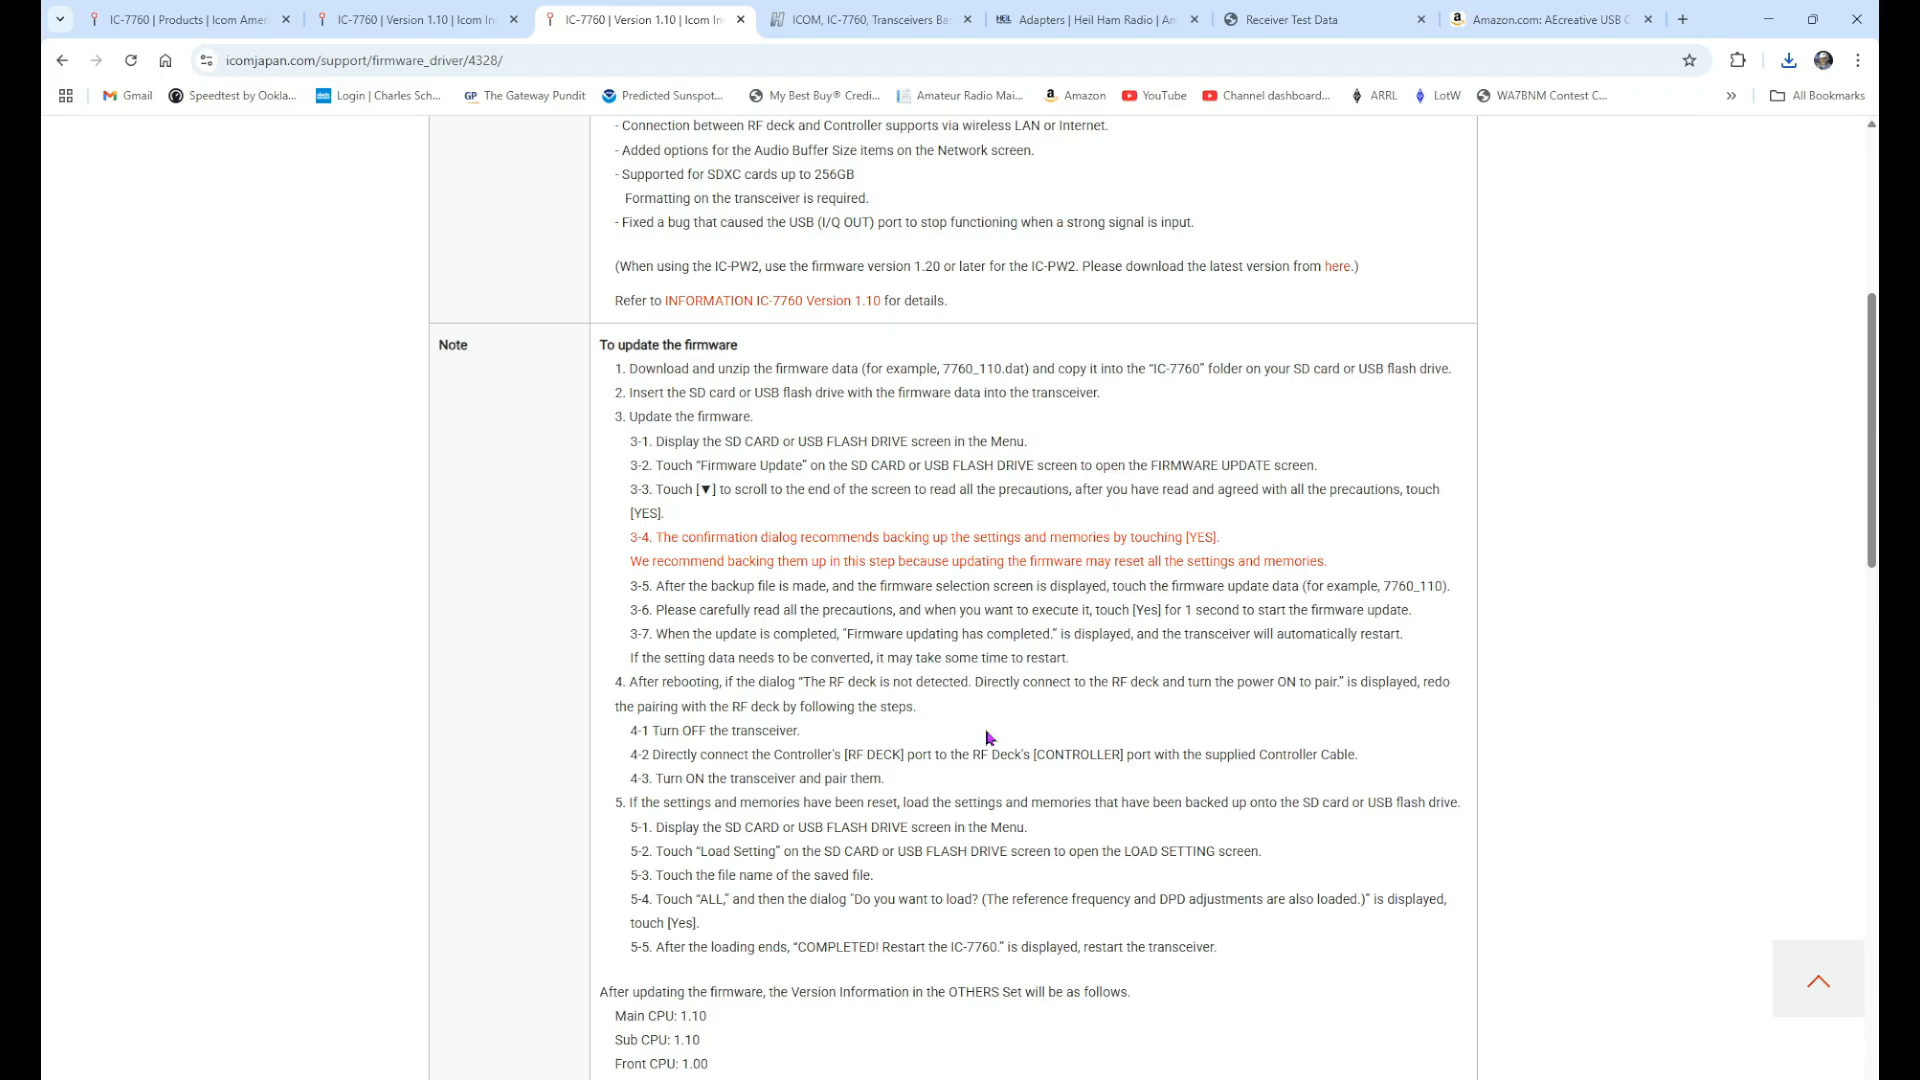 IC-7760 | Products | Icom Amer
IC-7760 | Version 1.10 | Icom In
IC-7760 | Version 1.10 | Icom In
ICOM, IC-7760, Transceivers Ba
HEIL
Adapters | Heil Ham Radio | Am
Receiver Test Data
Amazon.com: AEcreative USB C
icomjapan.com/support/firmware_driver/4328/
Gmail
Speedtest by Ookla...
Login | Charles Sch...
GP The Gateway Pundit
Predicted Sunspot...
My Best Buy® Credi...
Amateur Radio Mai...
Amazon
YouTube
Channel dashboard...
ARRL
LotW
WA7BNM Contest C...
All Bookmarks
- Connection between RF deck and Controller supports via wireless LAN or Internet.
- Added options for the Audio Buffer Size items on the Network screen.
- Supported for SDXC cards up to 256GB
Formatting on the transceiver is required.
- Fixed a bug that caused the USB (I/Q OUT) port to stop functioning when a strong signal is input.
(When using the IC-PW2, use the firmware version 1.20 or later for the IC-PW2. Please download the latest version from here.)
Refer to INFORMATION IC-7760 Version 1.10 for details.
Note
To update the firmware
1. Download and unzip the firmware data (for example, 7760_110.dat) and copy it into the “IC-7760” folder on your SD card or USB flash drive.
2. Insert the SD card or USB flash drive with the firmware data into the transceiver.
3. Update the firmware.
3-1. Display the SD CARD or USB FLASH DRIVE screen in the Menu.
3-2. Touch “Firmware Update” on the SD CARD or USB FLASH DRIVE screen to open the FIRMWARE UPDATE screen.
3-3. Touch [▼] to scroll to the end of the screen to read all the precautions, after you have read and agreed with all the precautions, touch
[YES].
3-4. The confirmation dialog recommends backing up the settings and memories by touching [YES].
We recommend backing them up in this step because updating the firmware may reset all the settings and memories.
3-5. After the backup file is made, and the firmware selection screen is displayed, touch the firmware update data (for example, 7760_110).
3-6. Please carefully read all the precautions, and when you want to execute it, touch [Yes] for 1 second to start the firmware update.
3-7. When the update is completed, "Firmware updating has completed.” is displayed, and the transceiver will automatically restart.
If the setting data needs to be converted, it may take some time to restart.
4. After rebooting, if the dialog “The RF deck is not detected. Directly connect to the RF deck and turn the power ON to pair.” is displayed, redo
the pairing with the RF deck by following the steps.
4-1 Turn OFF the transceiver.
4-2 Directly connect the Controller's [RF DECK] port to the RF Deck's [CONTROLLER] port with the supplied Controller Cable.
4-3. Turn ON the transceiver and pair them.
5. If the settings and memories have been reset, load the settings and memories that have been backed up onto the SD card or USB flash drive.
5-1. Display the SD CARD or USB FLASH DRIVE screen in the Menu.
5-2. Touch “Load Setting” on the SD CARD or USB FLASH DRIVE screen to open the LOAD SETTING screen.
5-3. Touch the file name of the saved file.
5-4. Touch “ALL,” and then the dialog "Do you want to load? (The reference frequency and DPD adjustments are also loaded.)” is displayed,
touch [Yes].
5-5. After the loading ends, “COMPLETED! Restart the IC-7760.” is displayed, restart the transceiver.
After updating the firmware, the Version Information in the OTHERS Set will be as follows.
Main CPU: 1.10
Sub CPU: 1.10
Front CPU: 1.00